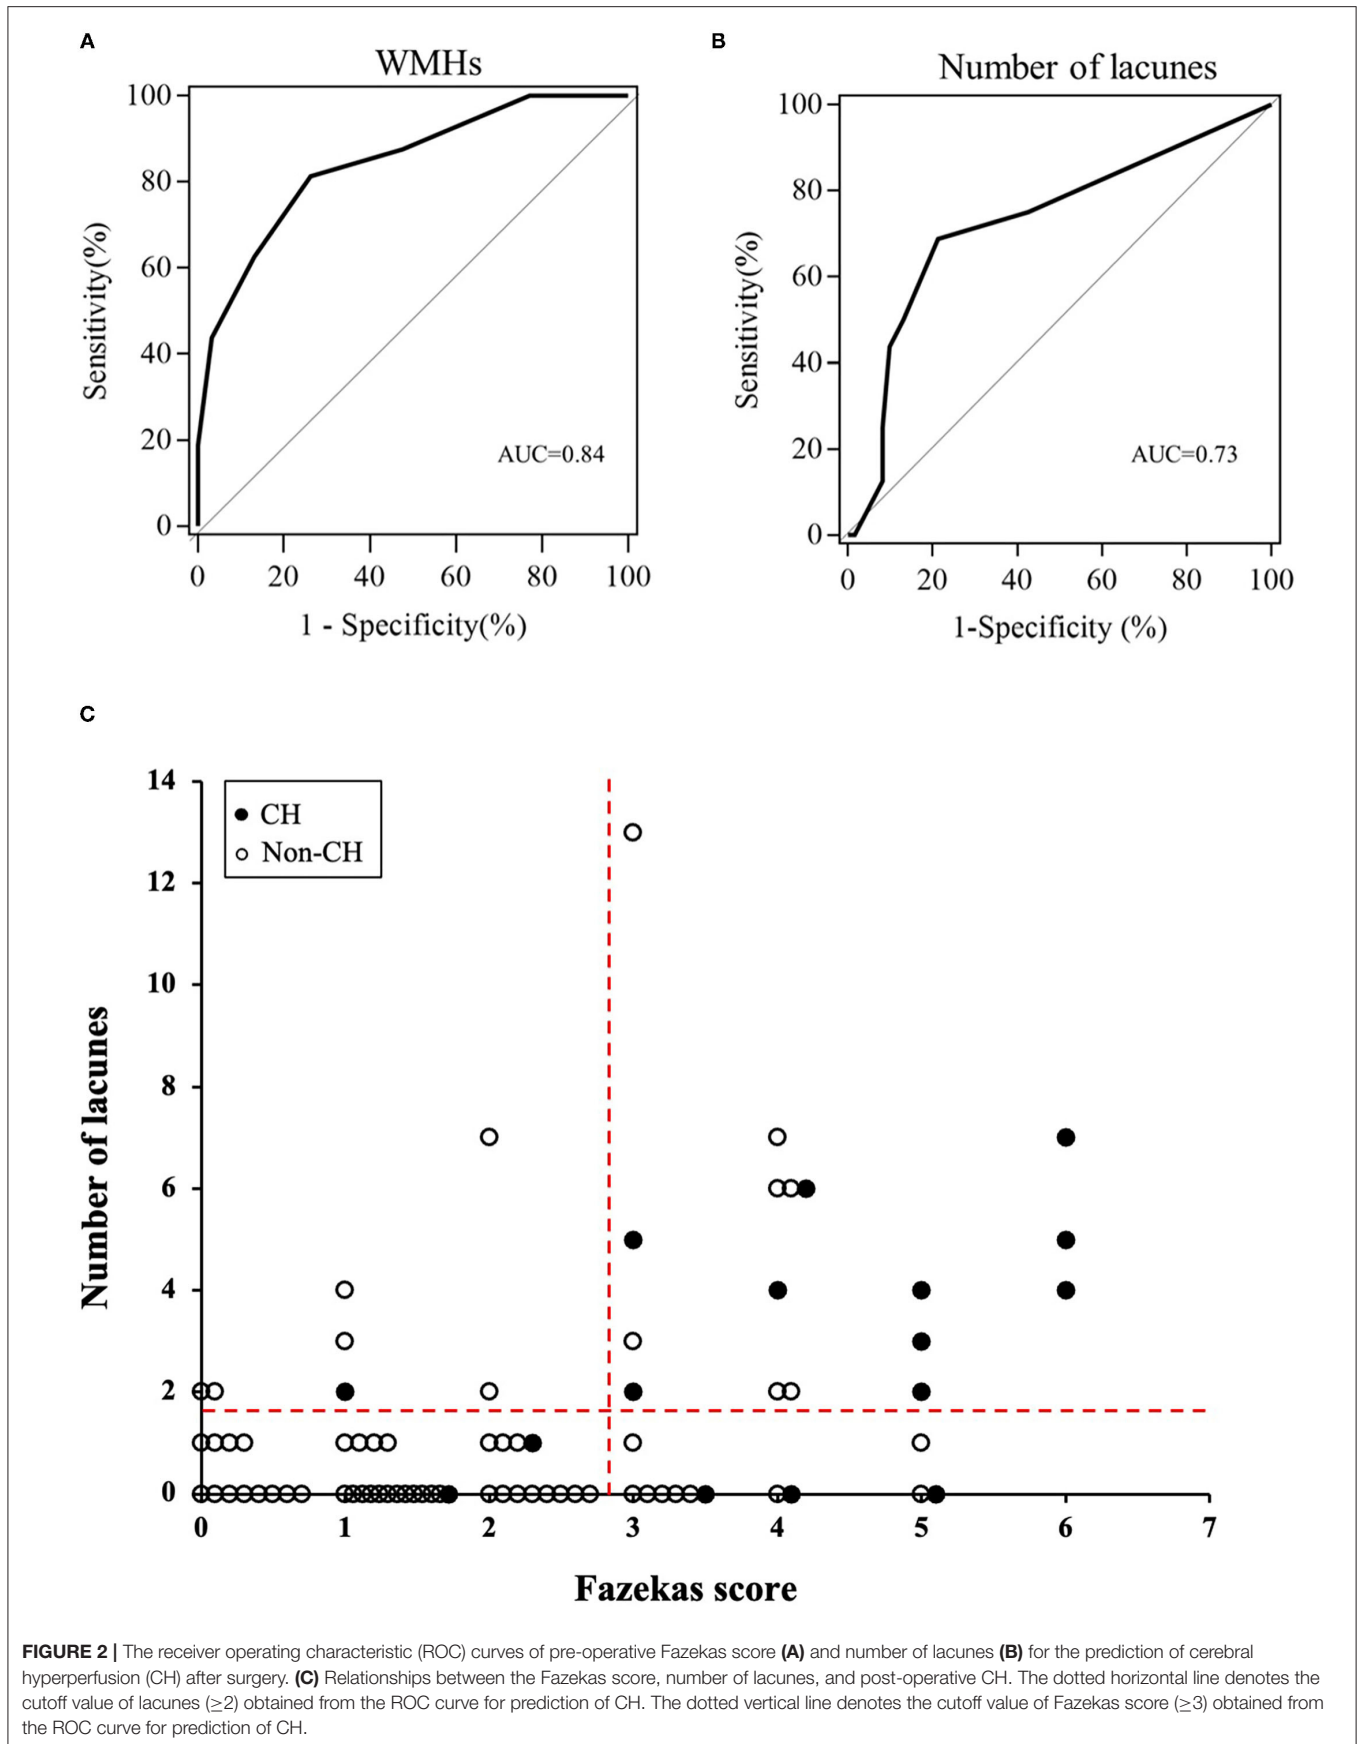 A
WMHs
100
80
60
40
20
0
Sensitivity(%)
AUC=0.84
0 20 40 60 80 100
1 - Specificity(%)
B
Number of lacunes
100
80
60
40
20
0
Sensitivity(%)
AUC=0.73
0 20 40 60 80 100
1-Specificity (%)
C
14
12
10
8
6
4
2
0
Number of lacunes
CH
Non-CH
0 1 2 3 4 5 6 7
Fazekas score
FIGURE 2 | The receiver operating characteristic (ROC) curves of pre-operative Fazekas score (A) and number of lacunes (B) for the prediction of cerebral
hyperperfusion (CH) after surgery. (C) Relationships between the Fazekas score, number of lacunes, and post-operative CH. The dotted horizontal line denotes the
cutoff value of lacunes (≥2) obtained from the ROC curve for prediction of CH. The dotted vertical line denotes the cutoff value of Fazekas score (≥3) obtained from
the ROC curve for prediction of CH.